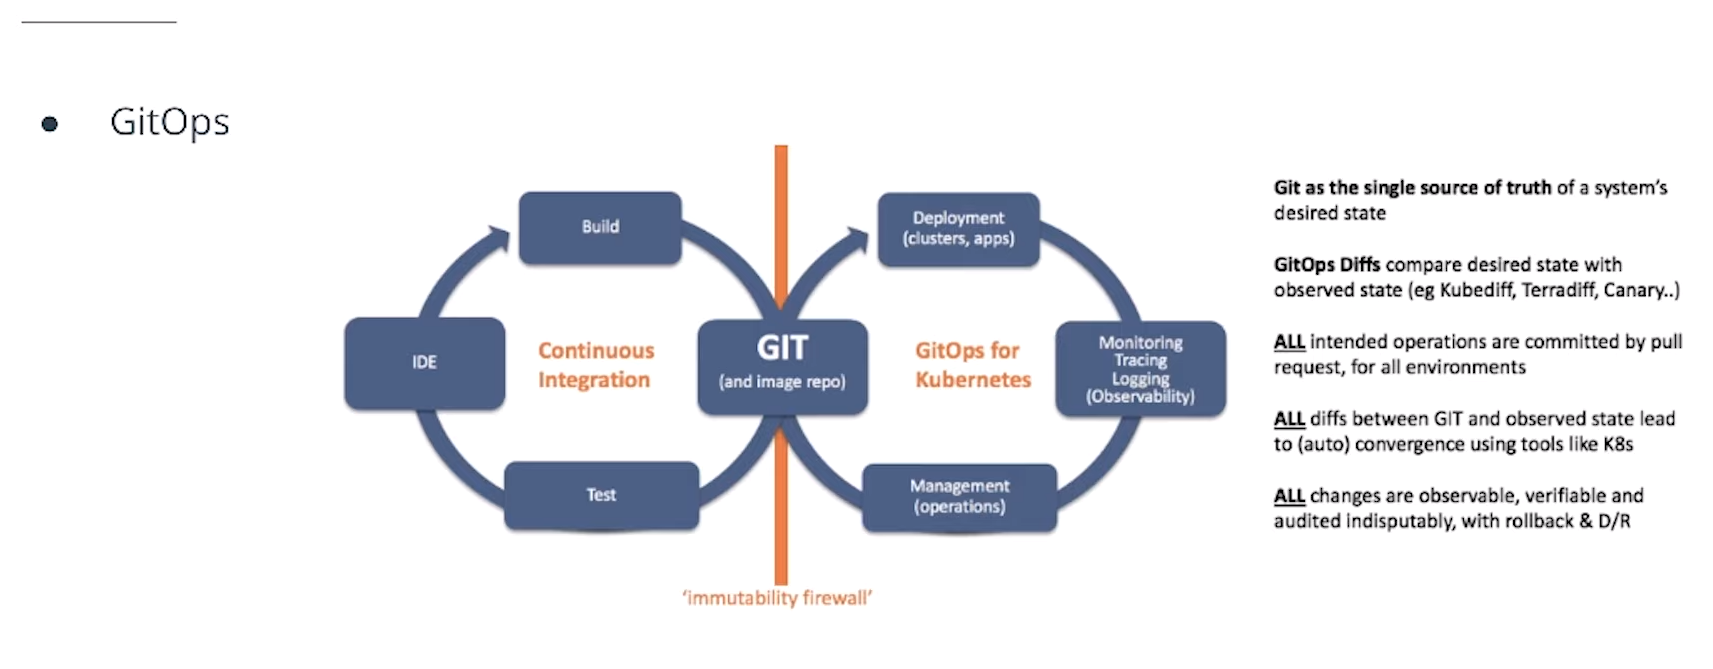 GitOps
Build
IDE
Continuous
Integration
Test
GIT
(and image repo)
Deployment
(clusters, apps)
GitOps for
Kubernetes
Monitoring
Tracing
Logging
(Observability)
Management
(operations)
'immutability firewall'
Git as the single source of truth of a system's
desired state
GitOps Diffs compare desired state with
observed state (eg Kubediff, Terradiff, Canary..)
ALL intended operations are committed by pull
request, for all environments
ALL diffs between GIT and observed state lead
to (auto) convergence using tools like K8s
ALL changes are observable, verifiable and
audited indisputably, with rollback & D/R